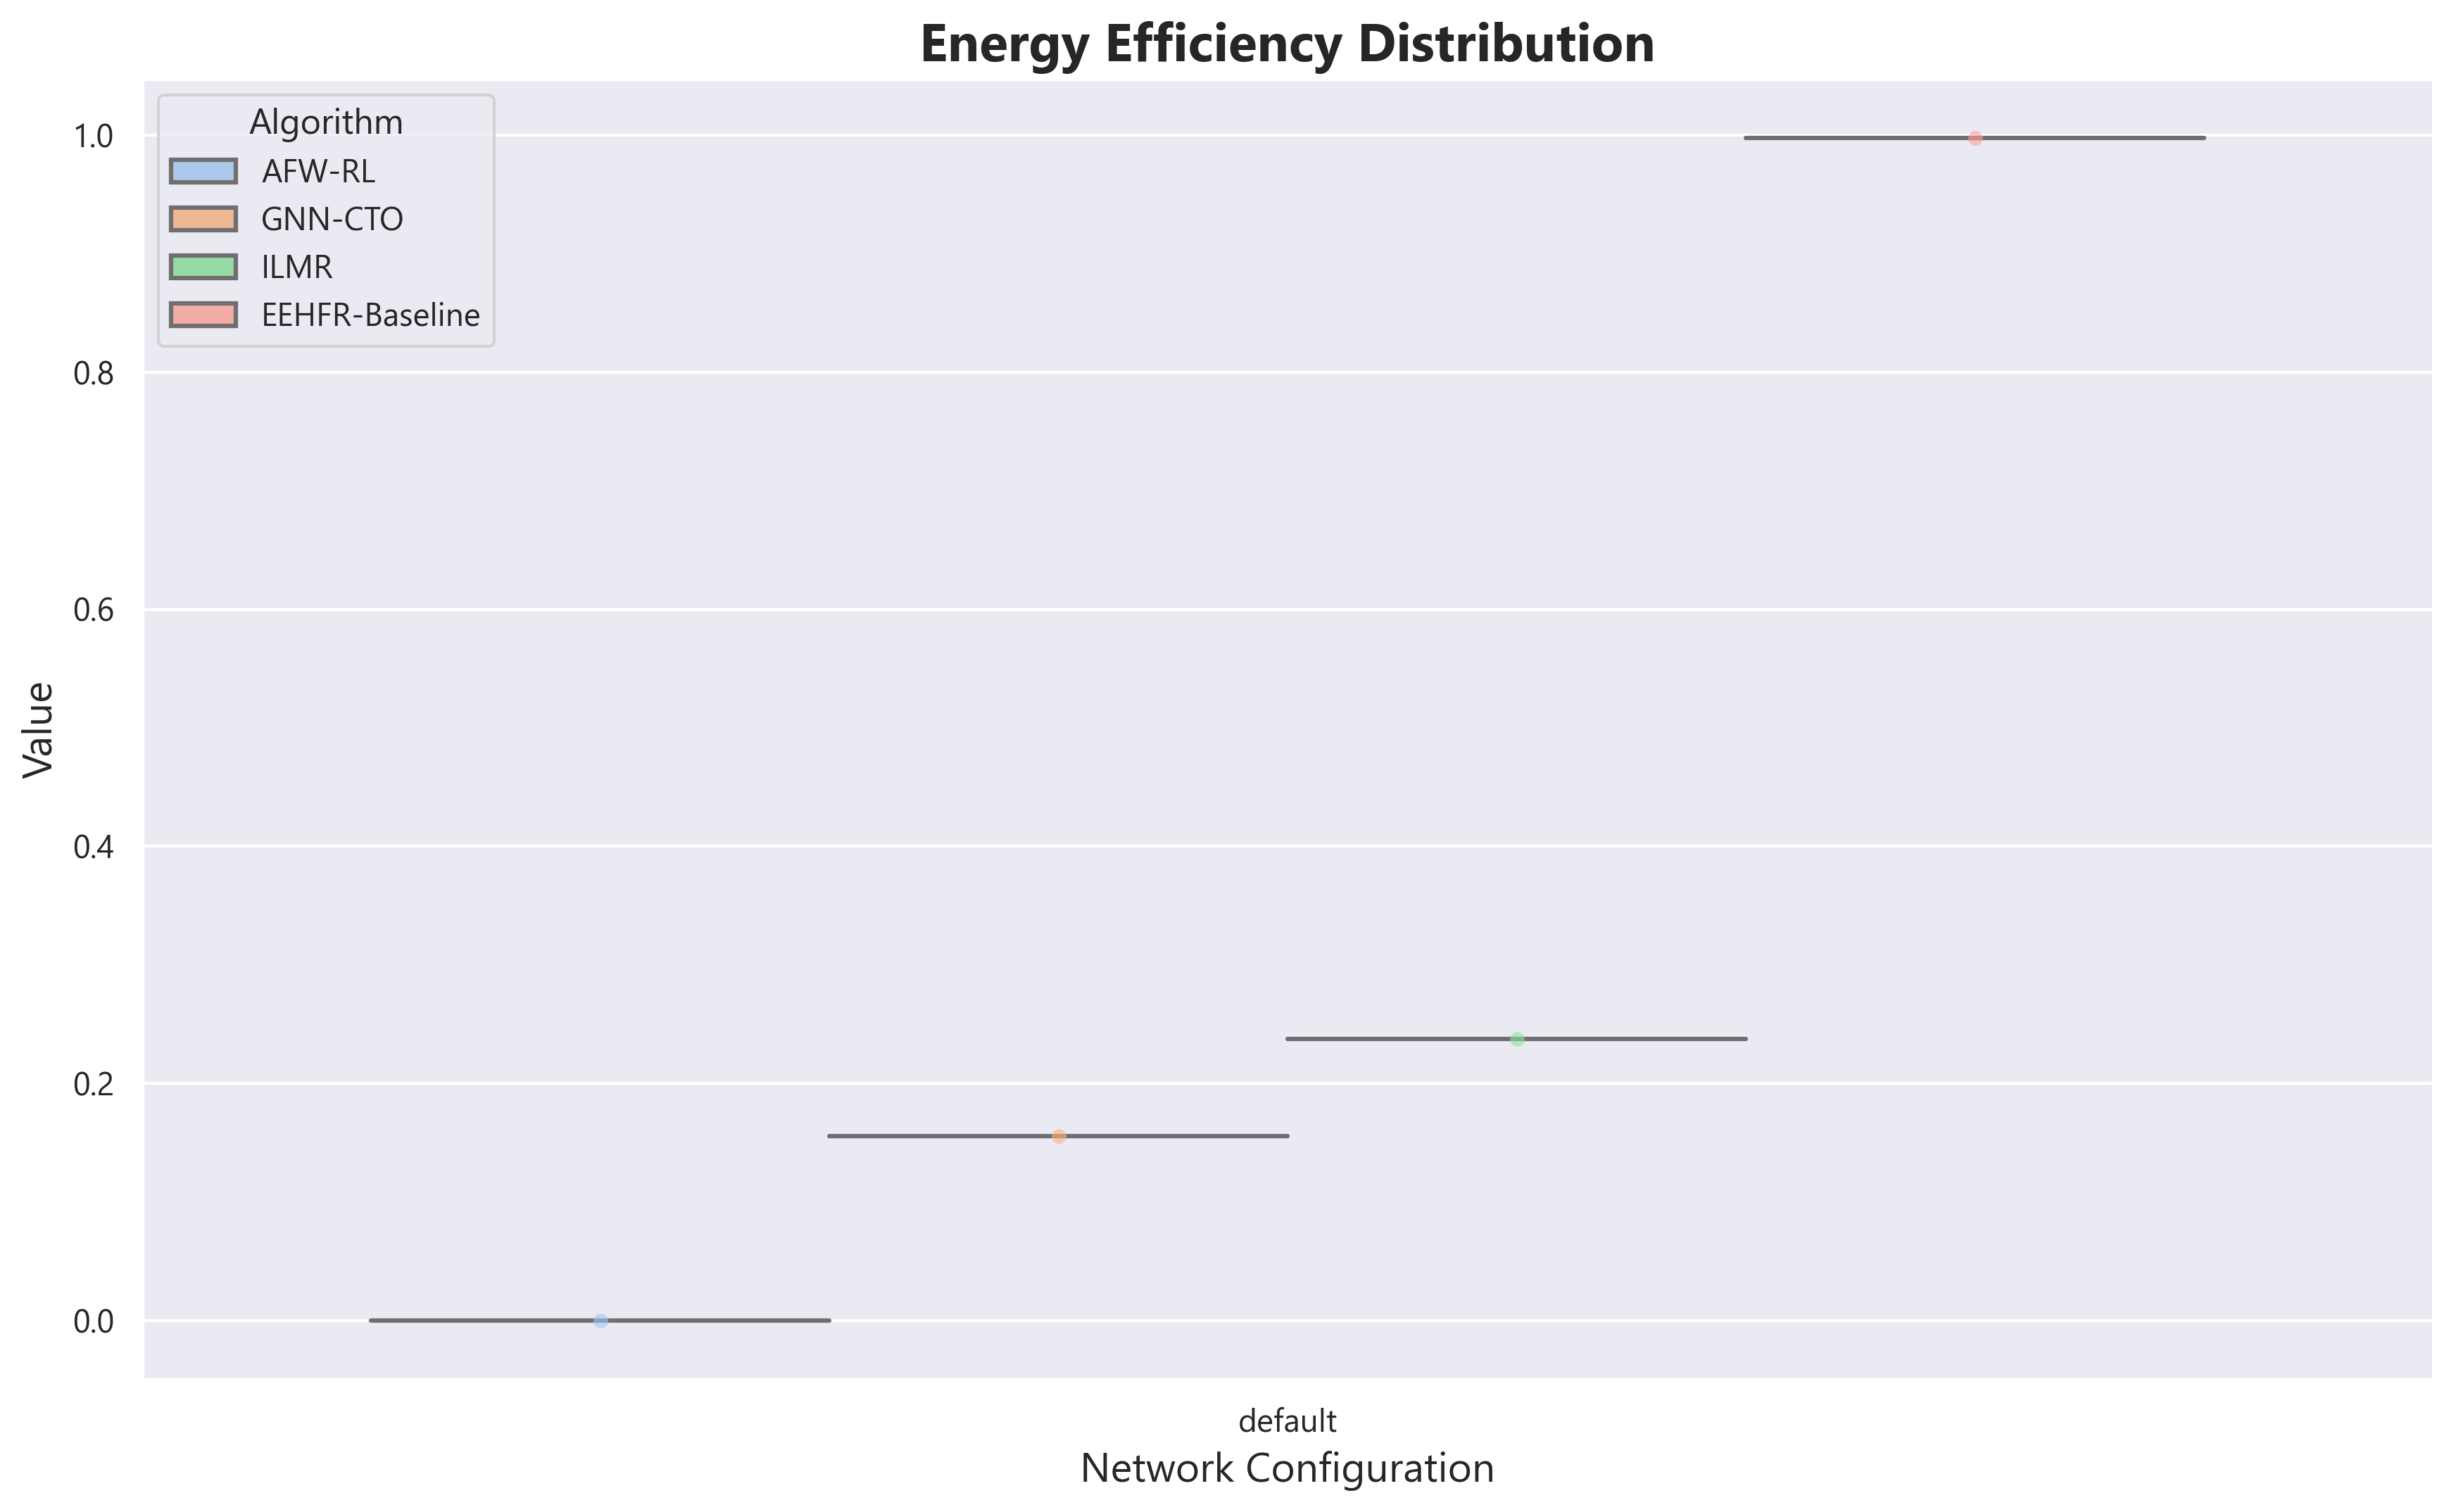 Energy Efficiency Distribution
Algorithm
AFW-RL
GNN-CTO
ILMR
EEHFR-Baseline
1.0
0.8
0.6
0.4
0.2
0.0
Value
default
Network Configuration